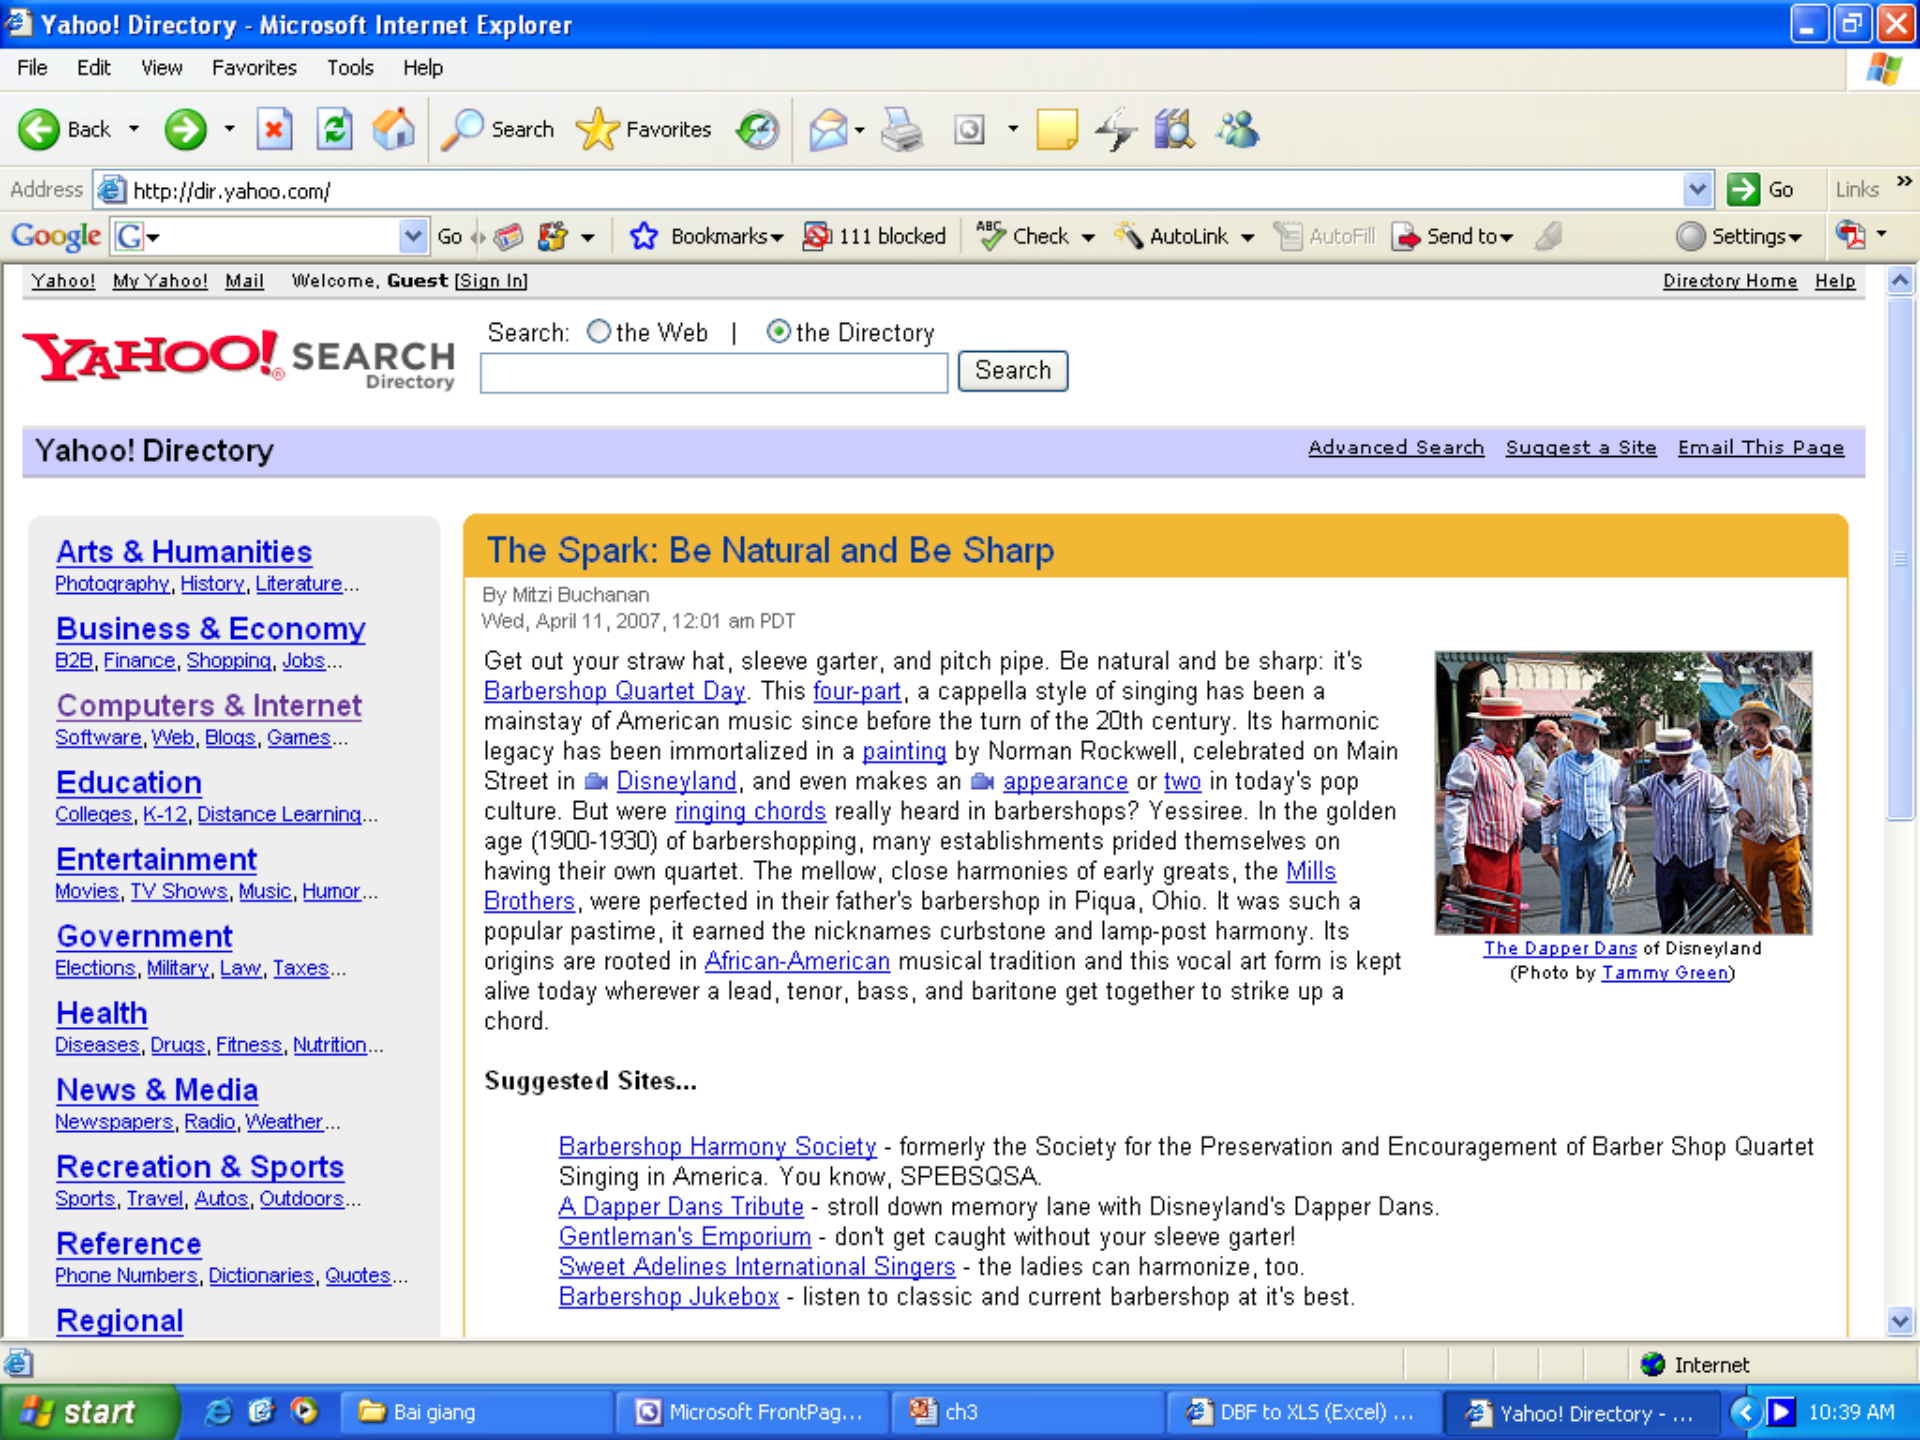 Yahoo! Directory - Microsoft Internet Explorer
File Edit View Favorites Tools Help
Back Search Favorites
Address http://dir.yahoo.com/ Go Links »
Google G Go Bookmarks 111 blocked ABC Check AutoLink AutoFill Send to Settings
Yahoo! My Yahoo! Mail Welcome, Guest [Sign In] Directory Home Help
YAHOO!® SEARCH Directory
Search: the Web | the Directory
Search
Yahoo! Directory Advanced Search Suggest a Site Email This Page
Arts & Humanities
Photography, History, Literature...
Business & Economy
B2B, Finance, Shopping, Jobs...
Computers & Internet
Software, Web, Blogs, Games...
Education
Colleges, K-12, Distance Learning...
Entertainment
Movies, TV Shows, Music, Humor...
Government
Elections, Military, Law, Taxes...
Health
Diseases, Drugs, Fitness, Nutrition...
News & Media
Newspapers, Radio, Weather...
Recreation & Sports
Sports, Travel, Autos, Outdoors...
Reference
Phone Numbers, Dictionaries, Quotes...
Regional
The Spark: Be Natural and Be Sharp
By Mitzi Buchanan
Wed, April 11, 2007, 12:01 am PDT
Get out your straw hat, sleeve garter, and pitch pipe. Be natural and be sharp: it's
Barbershop Quartet Day. This four-part, a cappella style of singing has been a
mainstay of American music since before the turn of the 20th century. Its harmonic
legacy has been immortalized in a painting by Norman Rockwell, celebrated on Main
Street in Disneyland, and even makes an appearance or two in today's pop
culture. But were ringing chords really heard in barbershops? Yessiree. In the golden
age (1900-1930) of barbershopping, many establishments prided themselves on
having their own quartet. The mellow, close harmonies of early greats, the Mills
Brothers, were perfected in their father's barbershop in Piqua, Ohio. It was such a
popular pastime, it earned the nicknames curbstone and lamp-post harmony. Its
origins are rooted in African-American musical tradition and this vocal art form is kept
alive today wherever a lead, tenor, bass, and baritone get together to strike up a
chord.
The Dapper Dans of Disneyland
(Photo by Tammy Green)
Suggested Sites...
Barbershop Harmony Society - formerly the Society for the Preservation and Encouragement of Barber Shop Quartet
Singing in America. You know, SPEBSQSA.
A Dapper Dans Tribute - stroll down memory lane with Disneyland's Dapper Dans.
Gentleman's Emporium - don't get caught without your sleeve garter!
Sweet Adelines International Singers - the ladies can harmonize, too.
Barbershop Jukebox - listen to classic and current barbershop at it's best.
Internet
start Bai giang Microsoft FrontPag... ch3 DBF to XLS (Excel) ... Yahoo! Directory - ... 10:39 AM